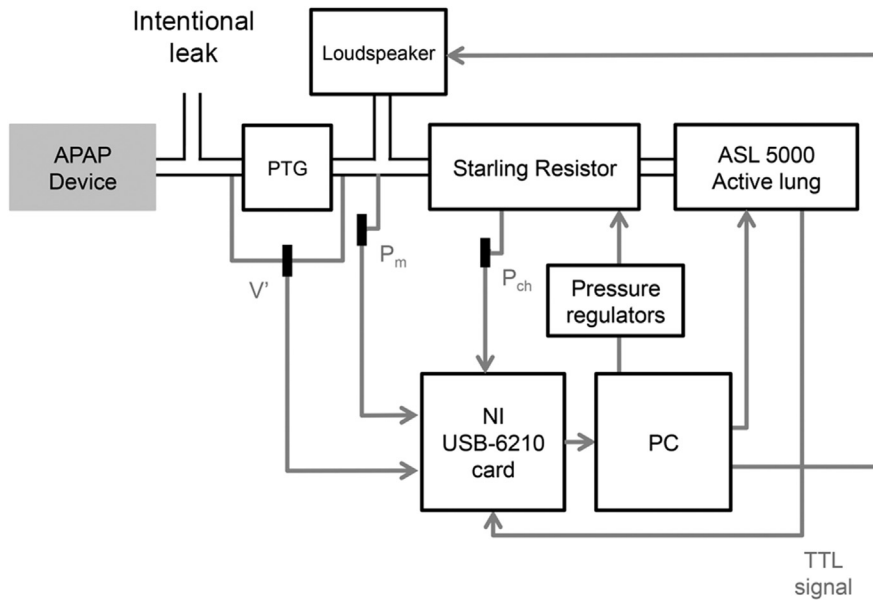 Intentional
leak
Loudspeaker
APAP
Device
PTG
Starling Resistor
ASL 5000
Active lung
V'
Pm
Pch
Pressure
regulators
NI
USB-6210
card
PC
TTL
signal